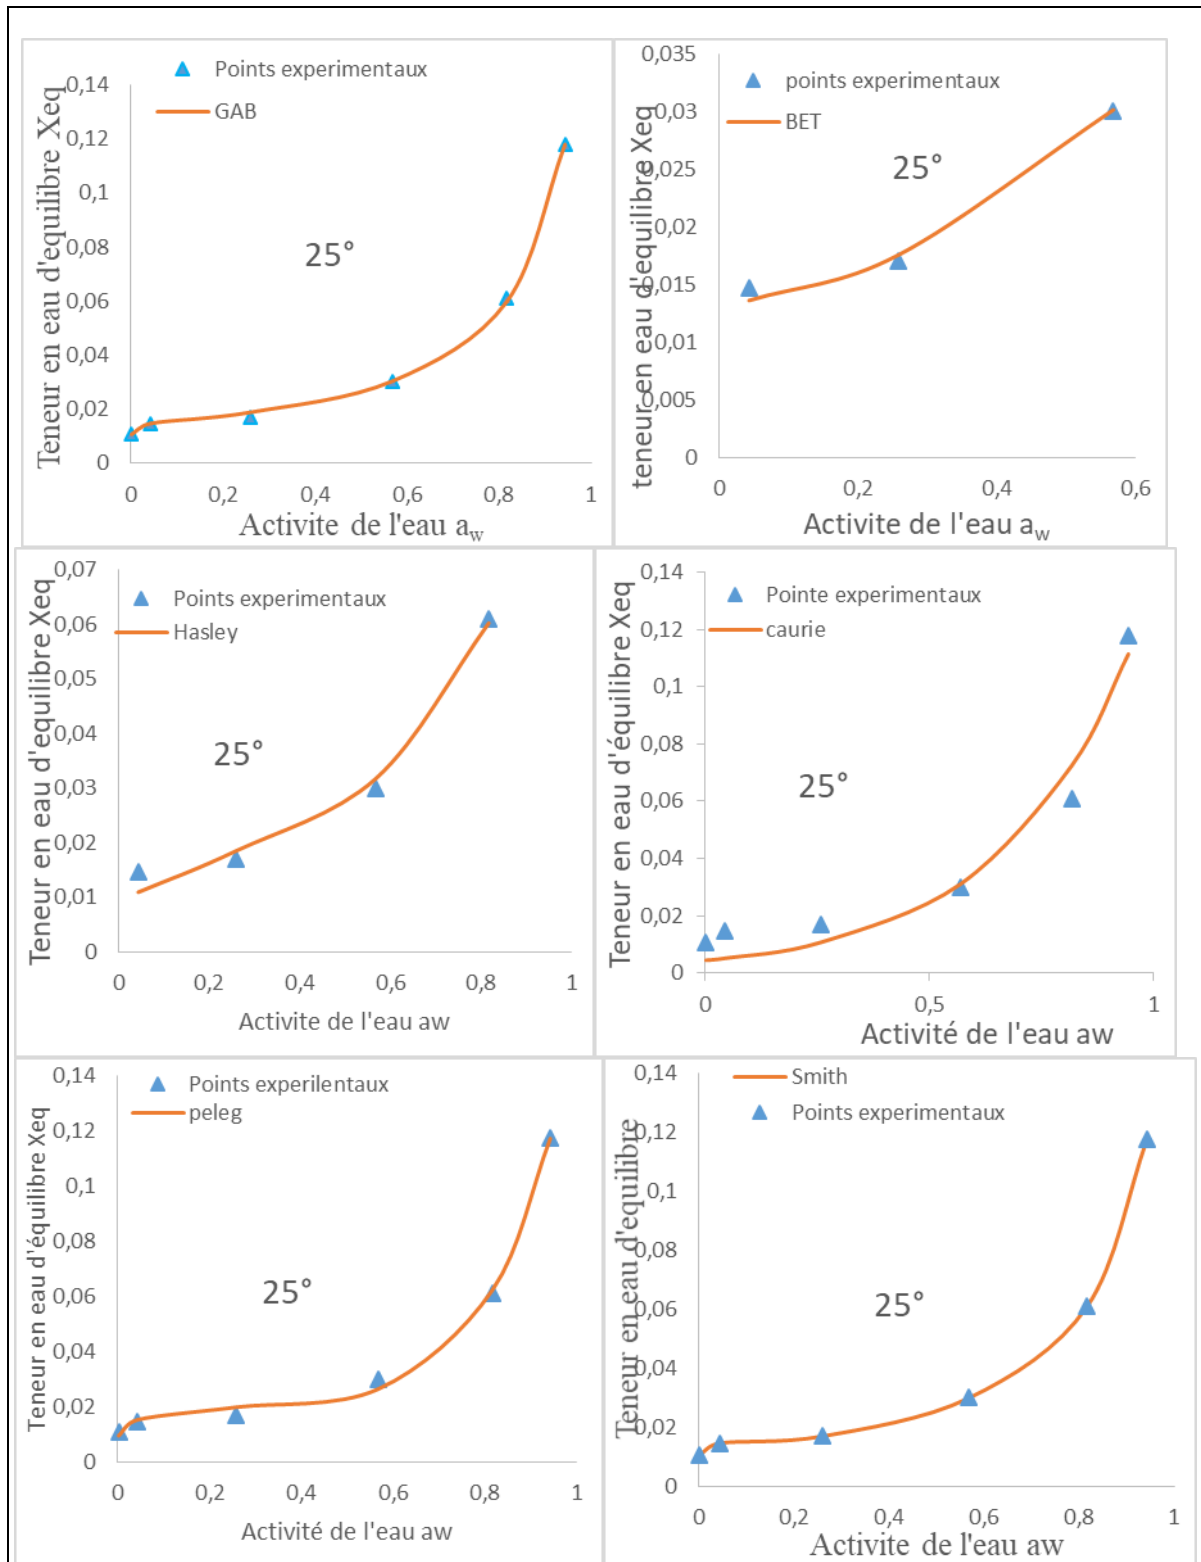 Points experimentaux
GAB
Teneur en eau d'equilibre Xeq
0,14
0,12
0,1
0,08
0,06
0,04
0,02
0
25°
0 0,2 0,4 0,6 0,8 1
Activite de l'eau aw
points experimentaux
BET
teneur en eau d'equilibre Xeq
0,035
0,03
0,025
0,02
0,015
0,01
0,005
0
25°
0 0,2 0,4 0,6
Activite de l'eau aw
Points experimentaux
Hasley
Teneur en eau d'equilibre Xeq
0,07
0,06
0,05
0,04
0,03
0,02
0,01
0
25°
0 0,2 0,4 0,6 0,8 1
Activite de l'eau aw
Pointe experimentaux
caurie
Teneur en eau d'équilibre Xeq
0,14
0,12
0,1
0,08
0,06
0,04
0,02
0
25°
0 0,5 1
Activité de l'eau aw
Points experilentaux
peleg
Teneur en eau d'équilibre Xeq
0,14
0,12
0,1
0,08
0,06
0,04
0,02
0
25°
0 0,2 0,4 0,6 0,8 1
Activité de l'eau aw
Smith
Points experimentaux
Teneur en eau d'equilibre
0,14
0,12
0,1
0,08
0,06
0,04
0,02
0
25°
0 0,2 0,4 0,6 0,8 1
Activité de l'eau aw